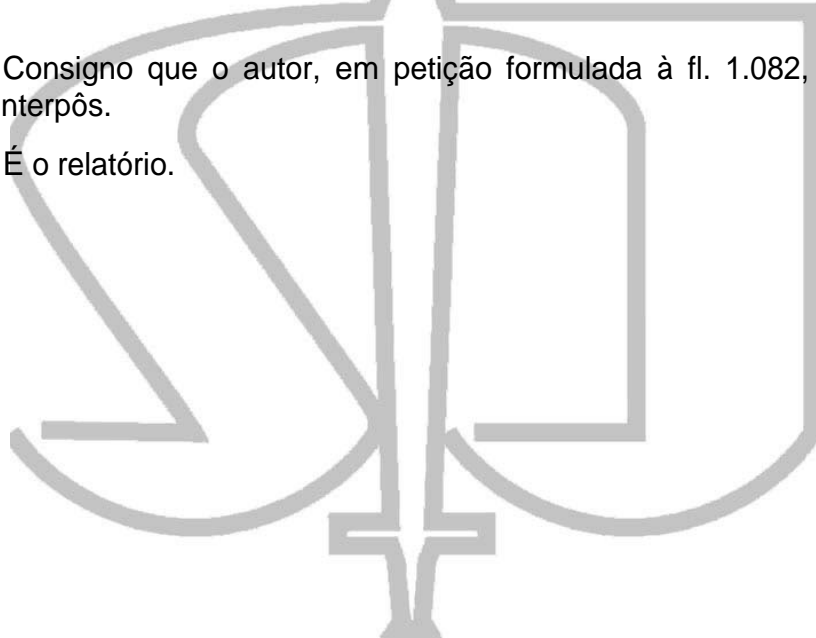 Consigno que o autor, em petição formulada à fl. 1.082,
nterpôs.
É o relatório.